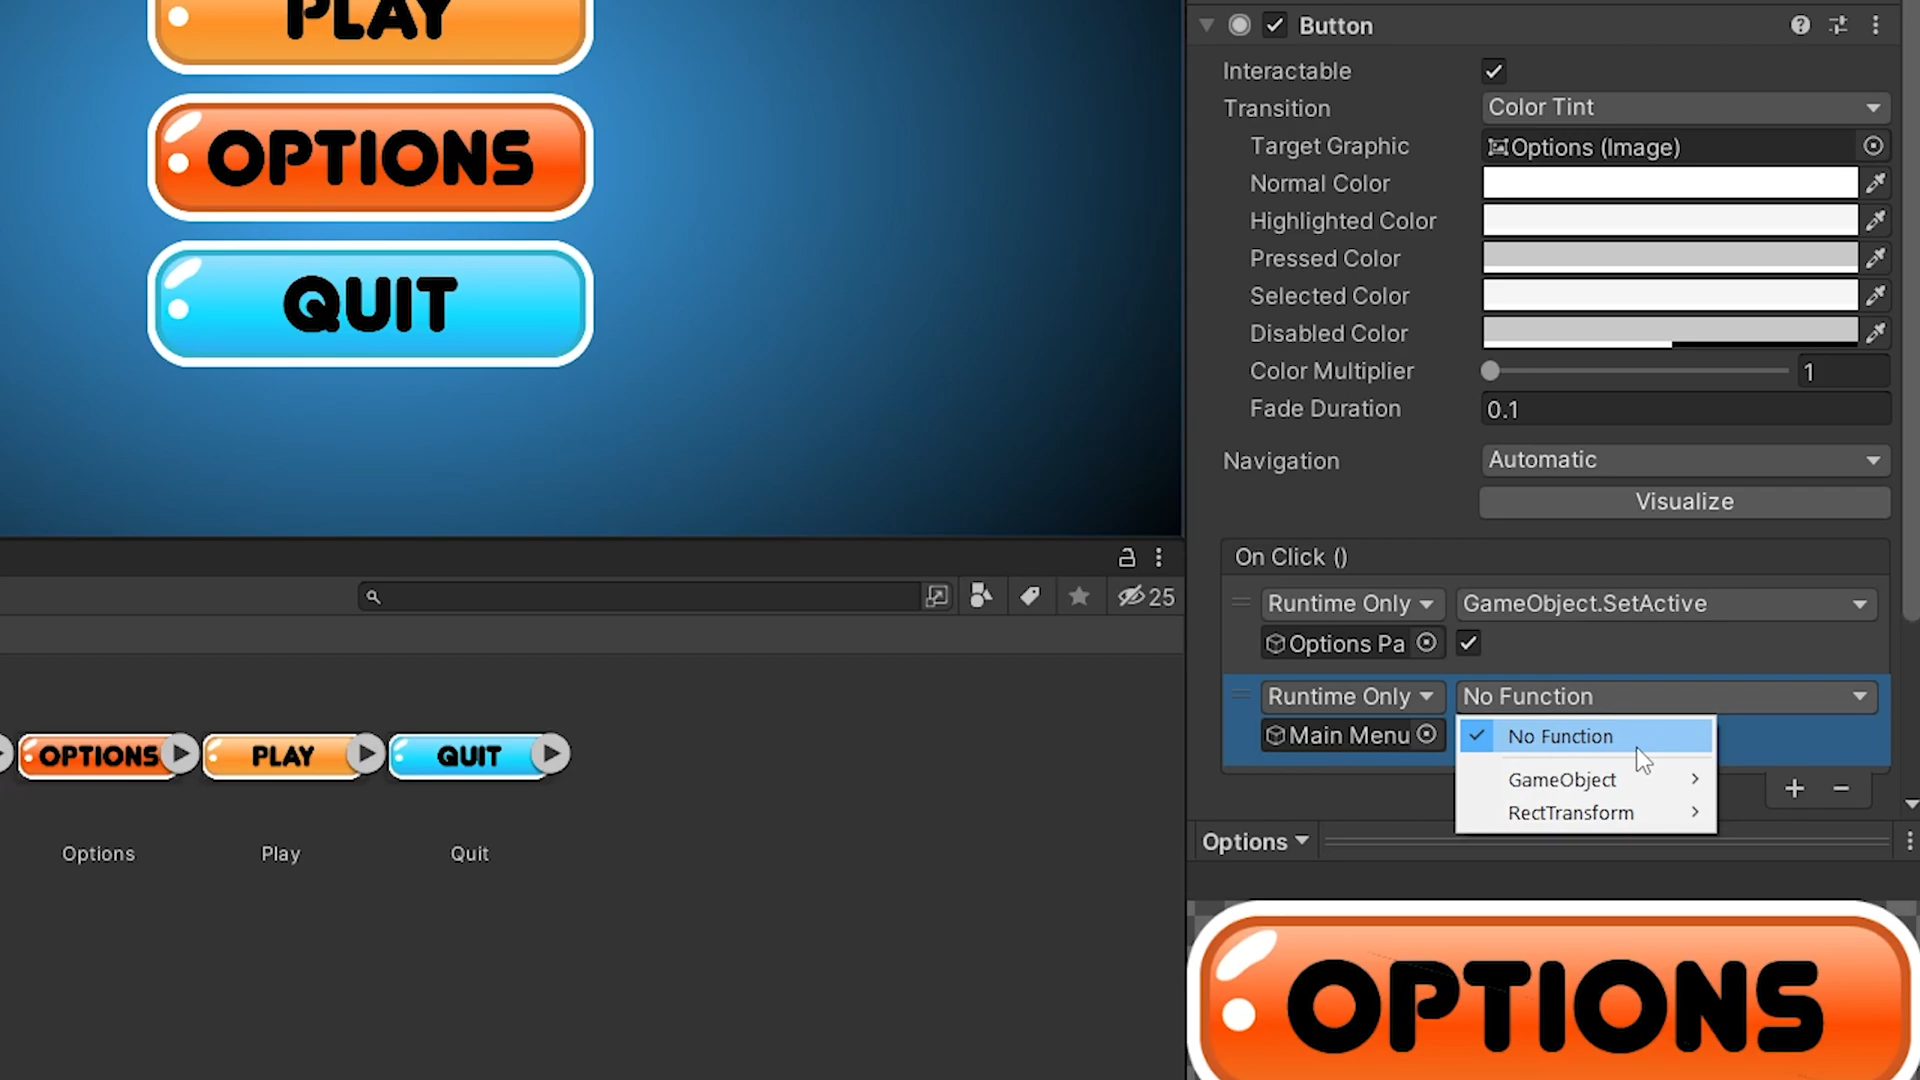 PLAY
OPTIONS
QUIT
Button
Interactable
Transition
Color Tint
Target Graphic
Options (Image)
Normal Color
Highlighted Color
Pressed Color
Selected Color
Disabled Color
Color Multiplier
1
Fade Duration
0.1
Navigation
Automatic
Visualize
On Click ()
Runtime Only
GameObject.SetActive
Options Pa
Runtime Only
No Function
Main Menu
No Function
GameObject
RectTransform
25
OPTIONS
PLAY
QUIT
Options
Play
Quit
Options
OPTIONS